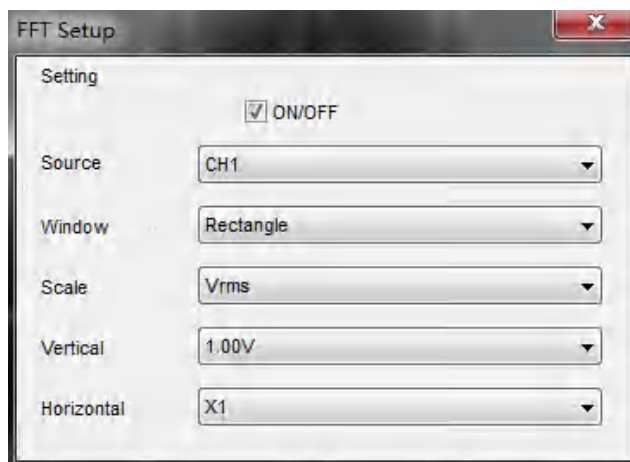 FFT Setup
Setting
ON/OFF
Source CH1
Window Rectangle
Scale Vrms
Vertical 1.00V
Horizontal X1